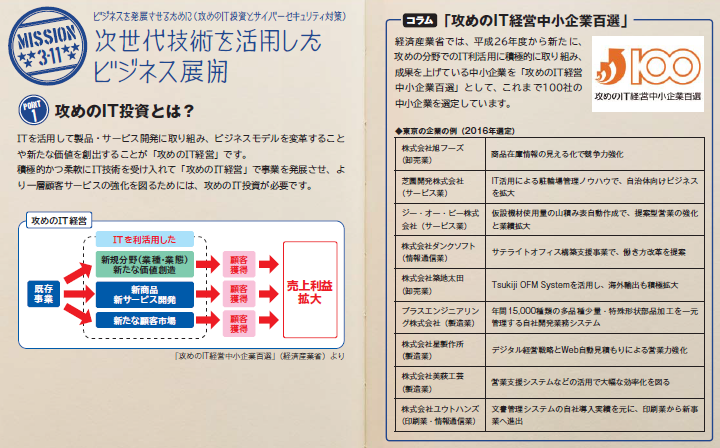 MISSION
3-11
ビジネスを発展させるために〈攻めのIT投資とサイバーセキュリティ対策〉
次世代技術を活用した
ビジネス展開
POINT
1
攻めのIT投資とは?
ITを活用して製品・サービス開発に取り組み、ビジネスモデルを変革すること
や新たな価値を創出することが「攻めのIT経営」です。
積極的かつ柔軟にIT技術を受け入れて「攻めのIT経営」で事業を発展させ、よ
り一層顧客サービスの強化を図るためには、攻めのIT投資が必要です。
攻めのIT経営
ITを利活用した
既存
事業
新規分野(業種・業態)
新たな価値創造
顧客
獲得
新商品
新サービス開発
顧客
獲得
新たな顧客市場
顧客
獲得
売上利益
拡大
「攻めのIT経営中小企業百選」(経済産業省)より
コラム 「攻めのIT経営中小企業百選」
経済産業省では、平成26年度から新たに、
攻めの分野でのIT利活用に積極的に取り組み、
成果を上げている中小企業を「攻めのIT経営
中小企業百選」として、これまで100社の
中小企業を選定しています。
100
攻めのIT経営中小企業百選
◆東京の企業の例(2016年選定)
株式会社旭フーズ
(卸売業)
商品在庫情報の見える化で競争力強化
芝園開発株式会社
(サービス業)
IT活用による駐輪場管理ノウハウで、自治体向けビジネス
を拡大
ジー・オー・ピー株式
会社(サービス業)
仮設機材使用量の山積み表自動作成で、提案型営業の強化
と業績拡大
株式会社ダンクソフト
(情報通信業)
サテライトオフィス構築支援事業で、働き方改革を提案
株式会社築地太田
(卸売業)
Tsukiji OFM Systemを活用し、海外輸出も積極拡大
プラスエンジニアリン
グ株式会社(製造業)
年間15,000種類の多品種少量・特殊形状部品加工を一元
管理する自社開発業務システム
株式会社星製作所
(製造業)
デジタル経営戦略とWeb自動見積もりによる営業力強化
株式会社美萩工芸
(製造業)
営業支援システムなどの活用で大幅な効率化を図る
株式会社ユウトハンズ
(印刷業・情報通信業)
文書管理システムの自社導入実績を元に、印刷業から新事
業へ進出